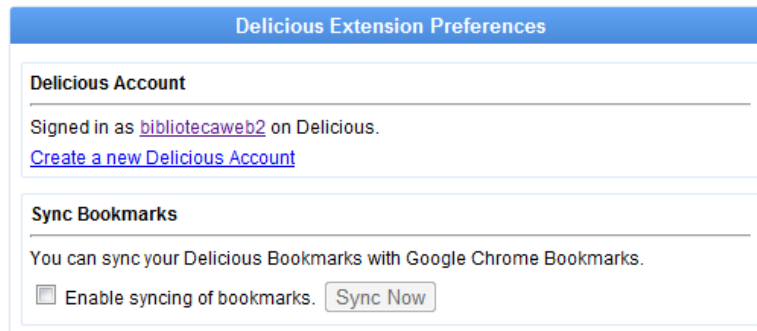 Delicious Extension Preferences
Delicious Account
Signed in as bibliotecaweb2 on Delicious.
Create a new Delicious Account
Sync Bookmarks
You can sync your Delicious Bookmarks with Google Chrome Bookmarks.
Enable syncing of bookmarks. Sync Now